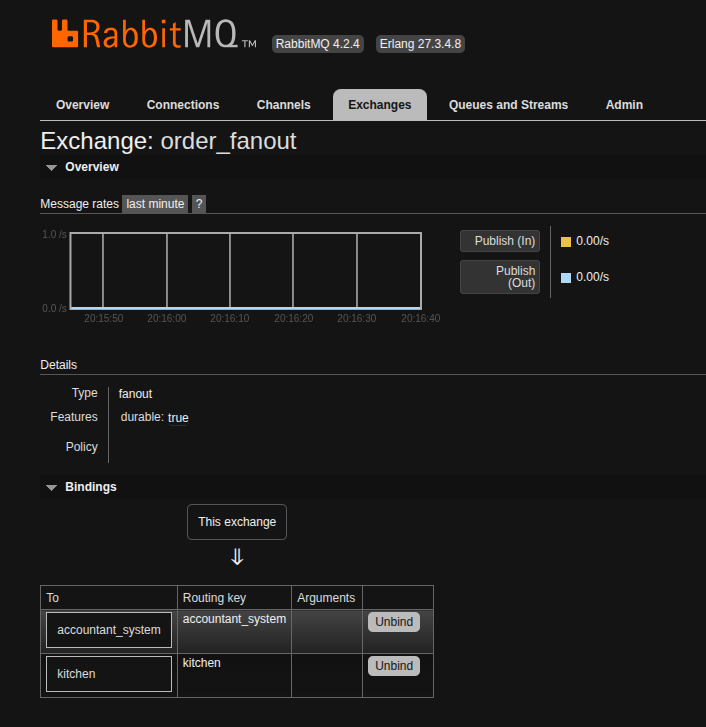 RabbitMQ TM RabbitMQ 4.2.4 Erlang 27.3.4.8
Overview Connections Channels Exchanges Queues and Streams Admin
Exchange: order_fanout
Overview
Message rates last minute ?
1.0 /s
0.0 /s
20:15:50 20:16:00 20:16:10 20:16:20 20:16:30 20:16:40
Publish (In) 0.00/s
Publish
(Out) 0.00/s
Details
Type fanout
Features durable: true
Policy
Bindings
This exchange
⇓
To Routing key Arguments
accountant_system accountant_system Unbind
kitchen kitchen Unbind